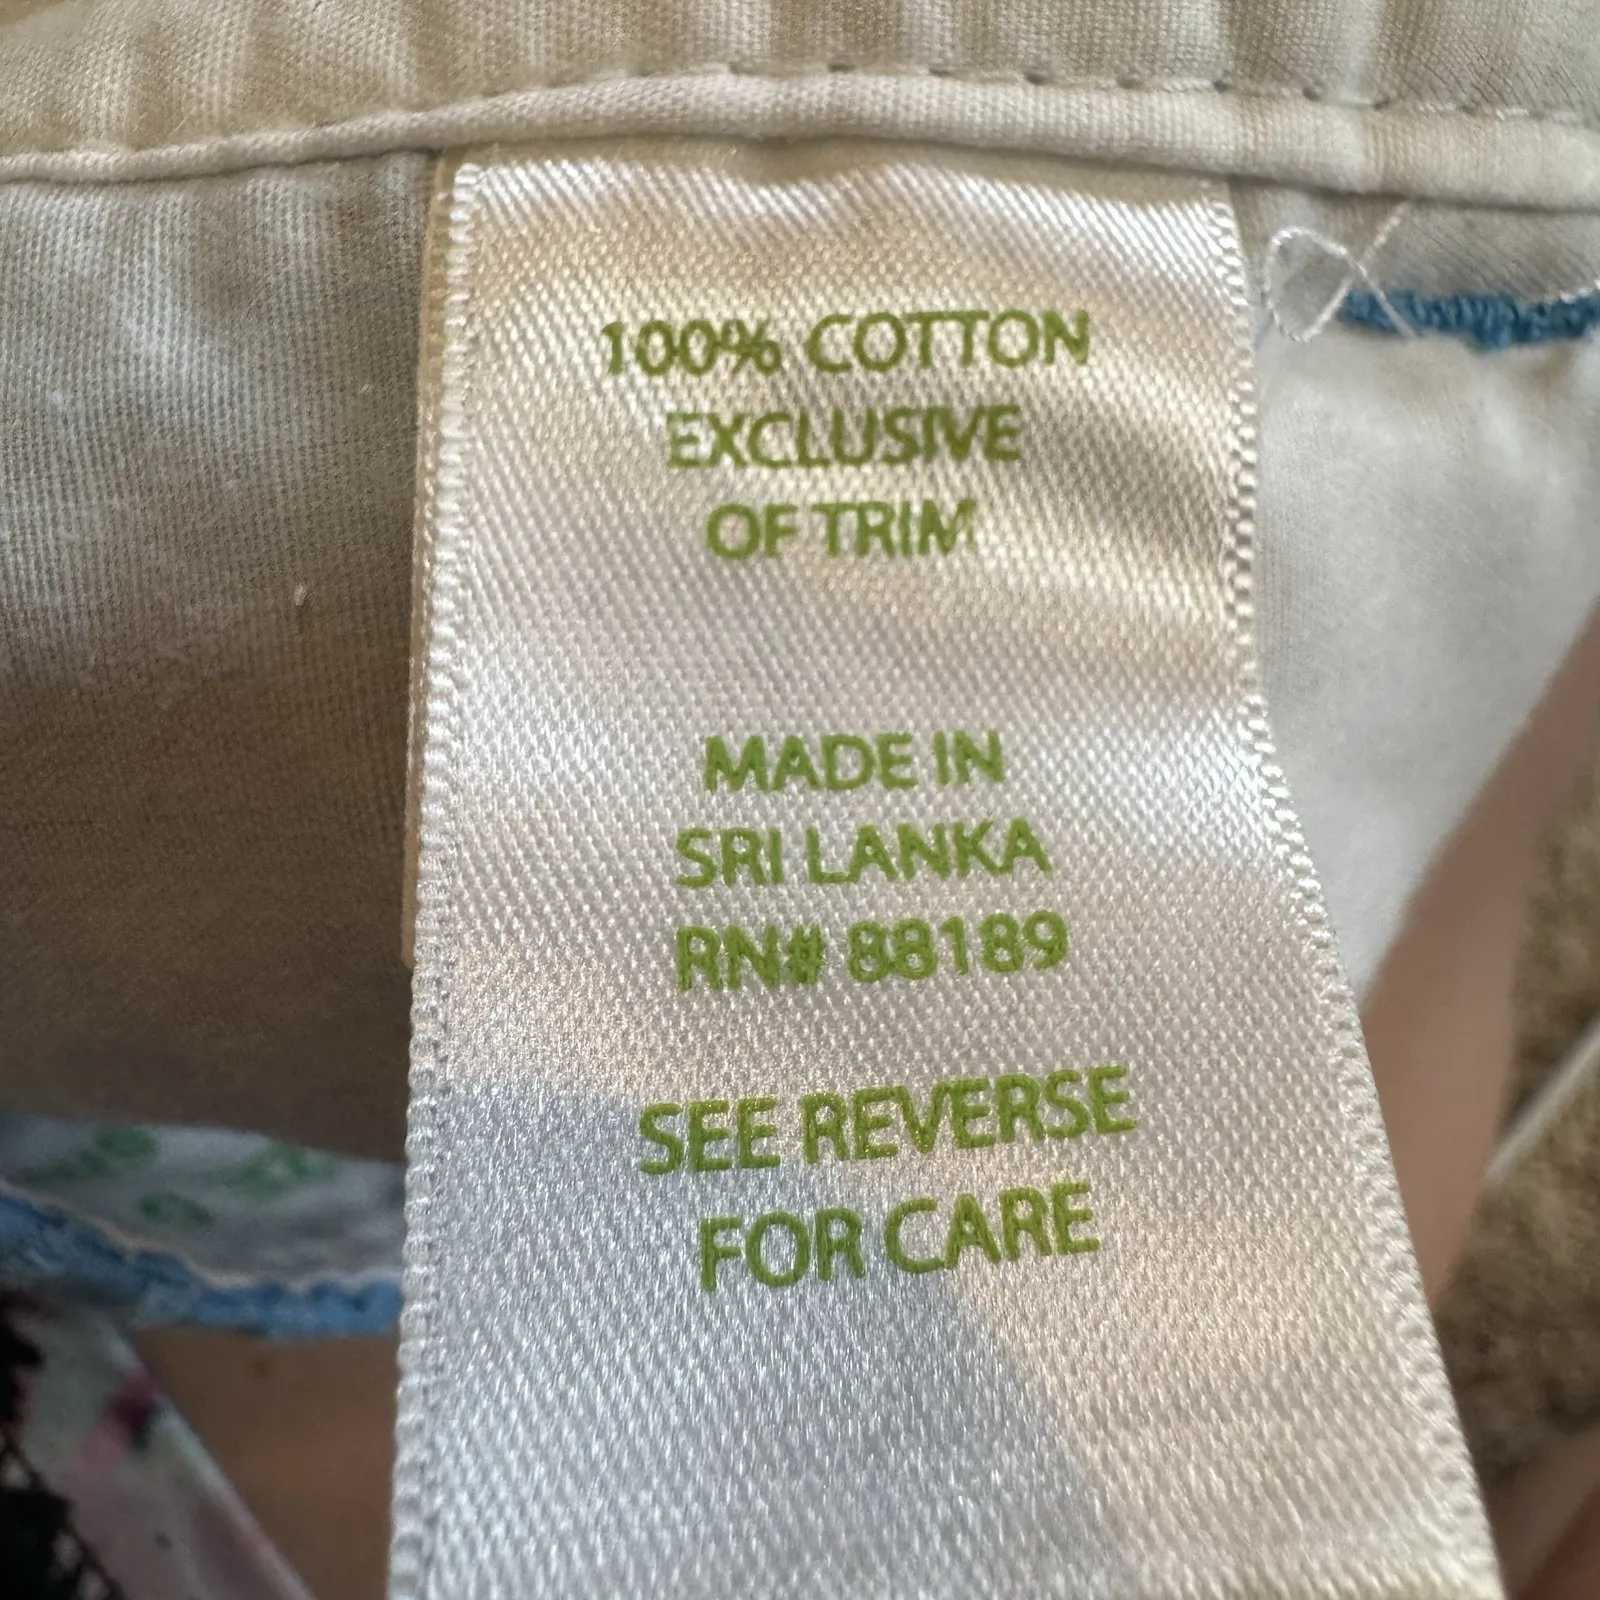 100% COTTON
EXCLUSIVE
OF TRIM
MADE IN
SRI LANKA
RN# 88189
SEE REVERSE
FOR CARE